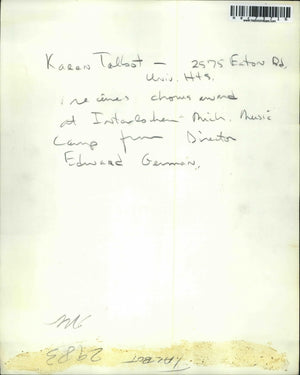 Karen Talbot — 2575 Eaton Rd.
Univ. Hts.
receives chorus award
at Interlochen Mich. Music
Camp from Director
Edward German.
2983
TALBOT